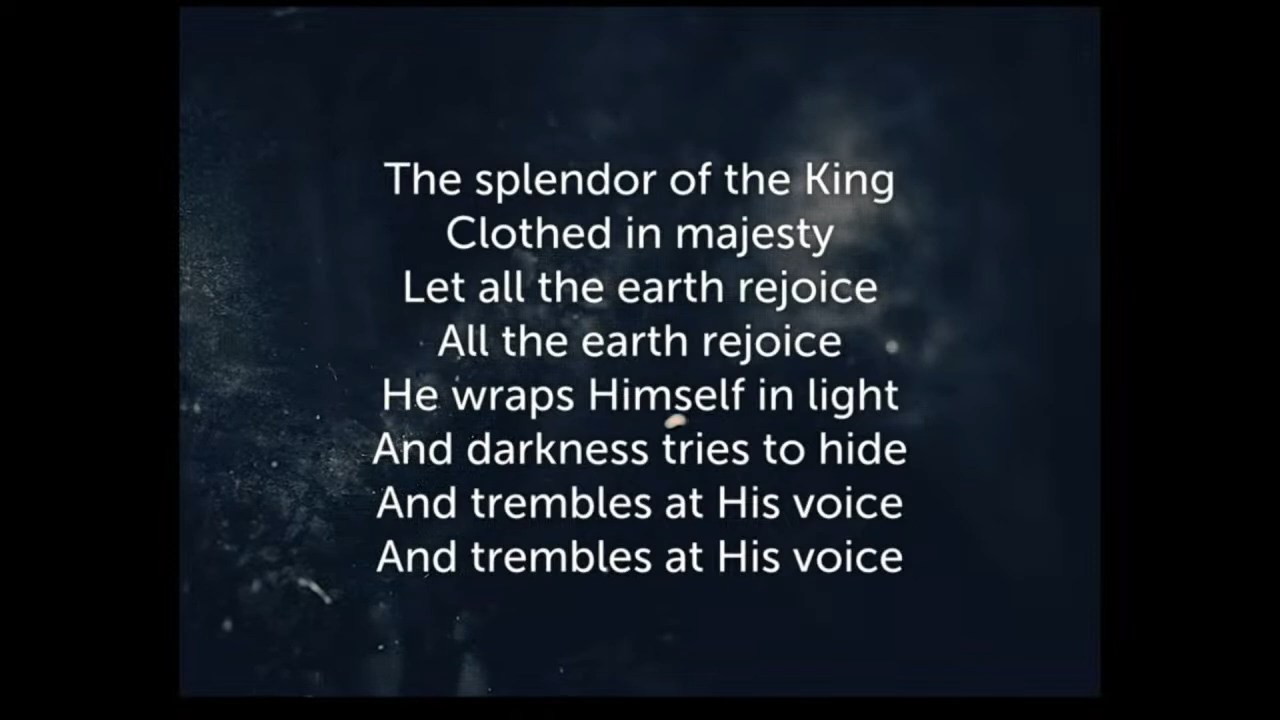 The splendor of the King
Clothed in majesty
Let all the earth rejoice
All the earth rejoice
He wraps Himself in light
And darkness tries to hide
And trembles at His voice
And trembles at His voice